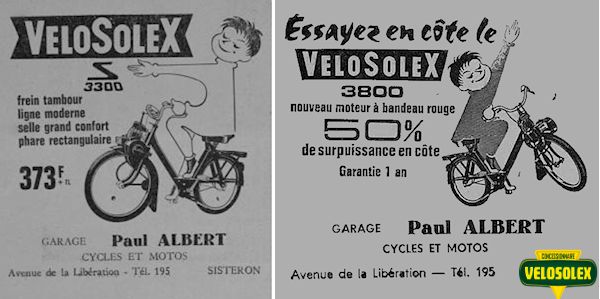 VELOSOLEX
S
3300
frein tambour
ligne moderne
selle grand confort
phare rectangulaire
373F
+TL
GARAGE Paul ALBERT
CYCLES ET MOTOS
Avenue de la Libération - Tél. 195 SISTERON
Essayez en côte le
VELOSOLEX
3800
nouveau moteur à bandeau rouge
50%
de surpuissance en côte
Garantie 1 an
GARAGE Paul ALBERT
CYCLES ET MOTOS
Avenue de la Libération — Tél. 195
CONCESSIONNAIRE
VELOSOLEX